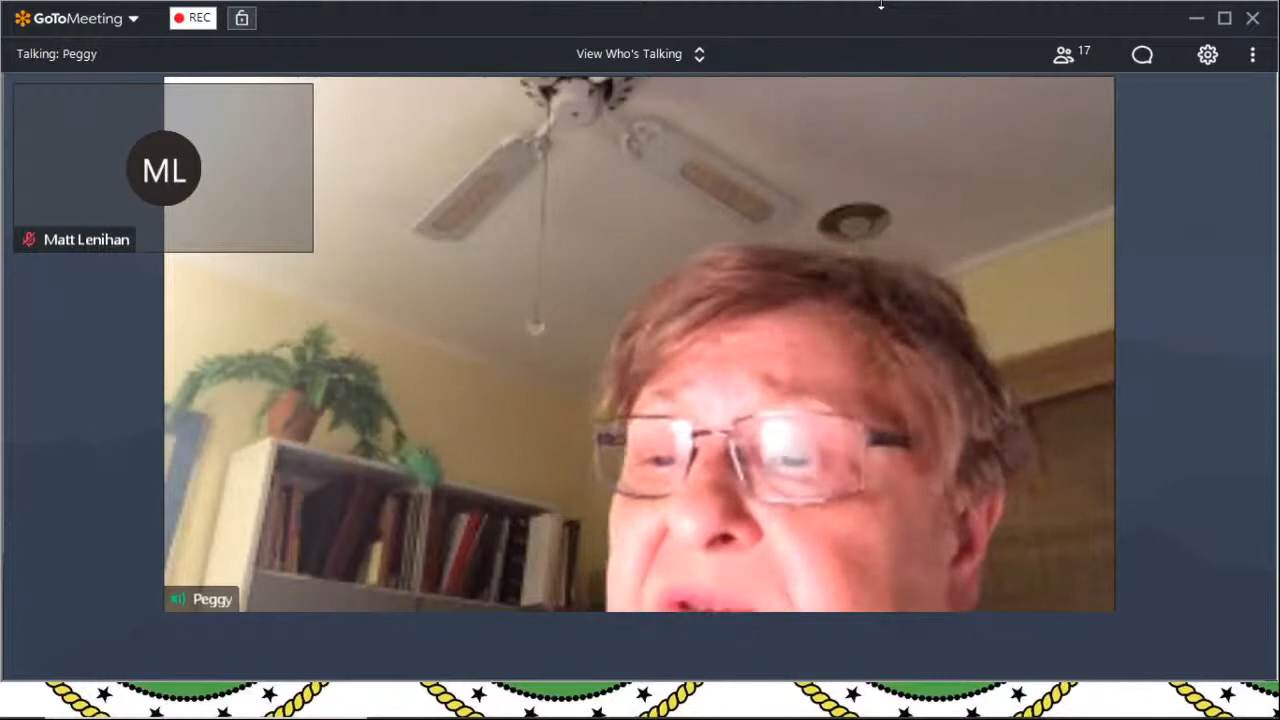 GoToMeeting
REC
Talking: Peggy
View Who's Talking
17
ML
Matt Lenihan
Peggy